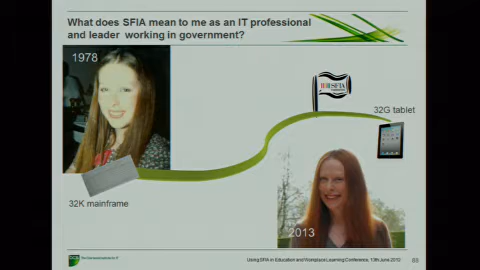 What does SFIA mean to me as an IT professional
and leader working in government?
1978
SFIA
32G tablet
32K mainframe
2013
Using SFIA in Education and Workplace Learning Conference, 13th June 2013